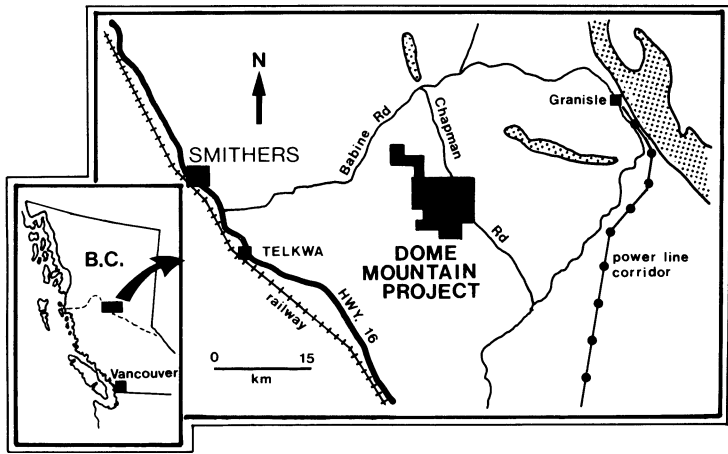 N
Granisle
Babine Rd
Chapman
SMITHERS
B.C.
TELKWA
DOME
MOUNTAIN
PROJECT
Rd
power line
corridor
railway
HWY. 16
0 15
km
Vancouver